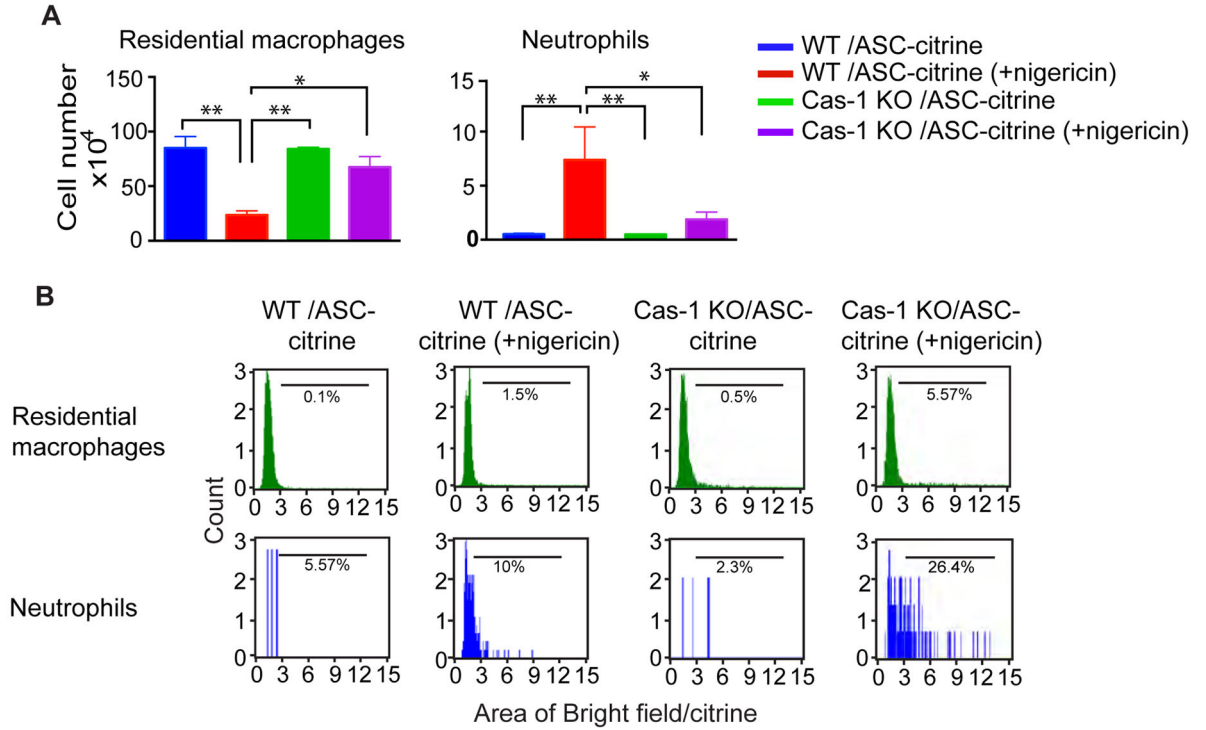 A
Residential macrophages
Neutrophils
Cell number
x10⁴
150
100
50
0
15
10
5
0
**
**
*
**
**
*
WT /ASC-citrine
WT /ASC-citrine (+nigericin)
Cas-1 KO /ASC-citrine
Cas-1 KO /ASC-citrine (+nigericin)
B
WT /ASC-
citrine
WT /ASC-
citrine (+nigericin)
Cas-1 KO/ASC-
citrine
Cas-1 KO/ASC-
citrine (+nigericin)
Residential
macrophages
Count
3
2
1
0
0.1%
0 3 6 9 12 15
3
2
1
0
1.5%
0 3 6 9 12 15
3
2
1
0
0.5%
0 3 6 9 12 15
3
2
1
0
5.57%
0 3 6 9 12 15
Neutrophils
3
2
1
0
5.57%
0 3 6 9 12 15
3
2
1
0
10%
0 3 6 9 12 15
3
2
1
0
2.3%
0 3 6 9 12 15
3
2
1
0
26.4%
0 3 6 9 12 15
Area of Bright field/citrine